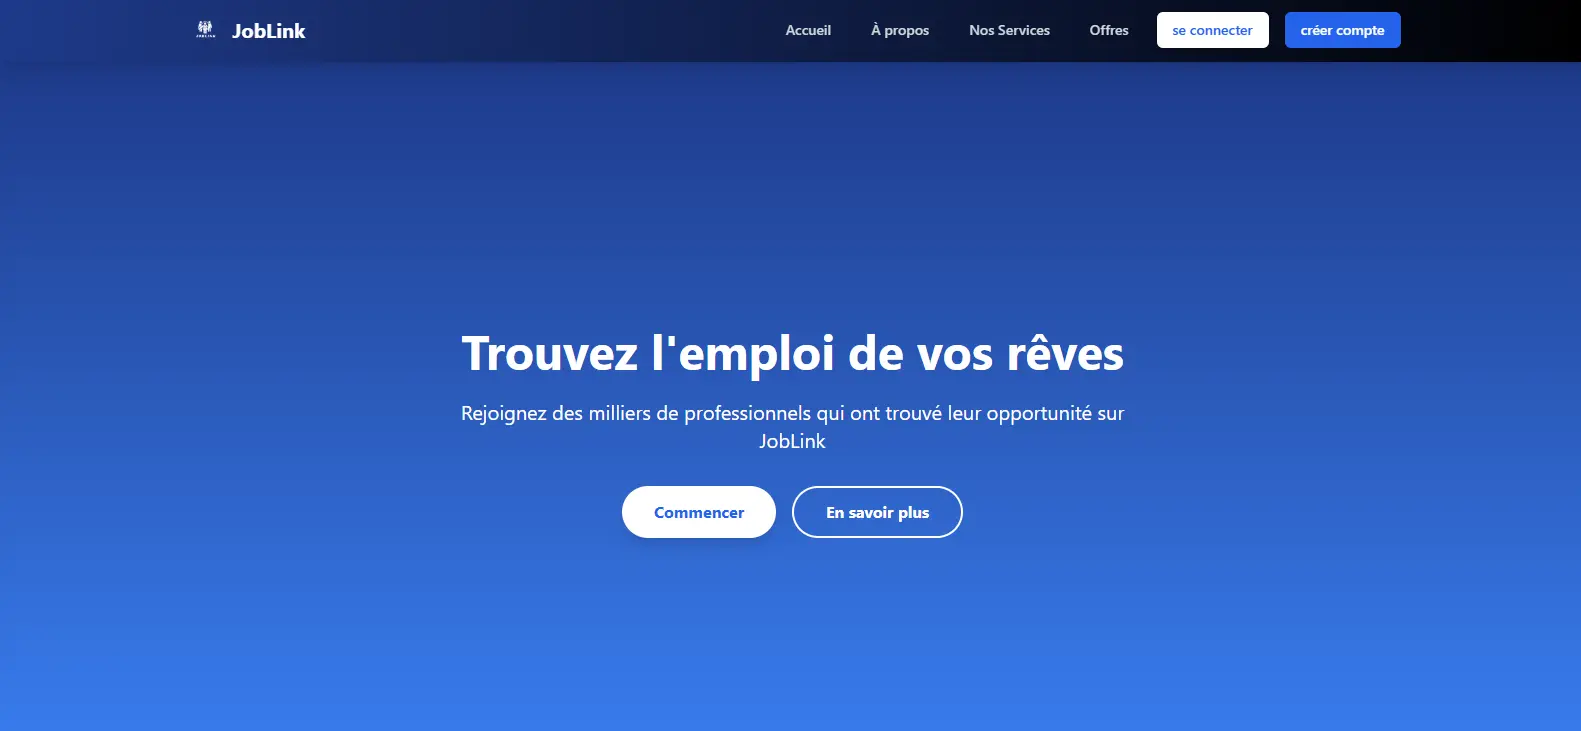 JobLink
Accueil
À propos
Nos Services
Offres
se connecter
créer compte
Trouvez l'emploi de vos rêves
Rejoignez des milliers de professionnels qui ont trouvé leur opportunité sur
JobLink
Commencer
En savoir plus